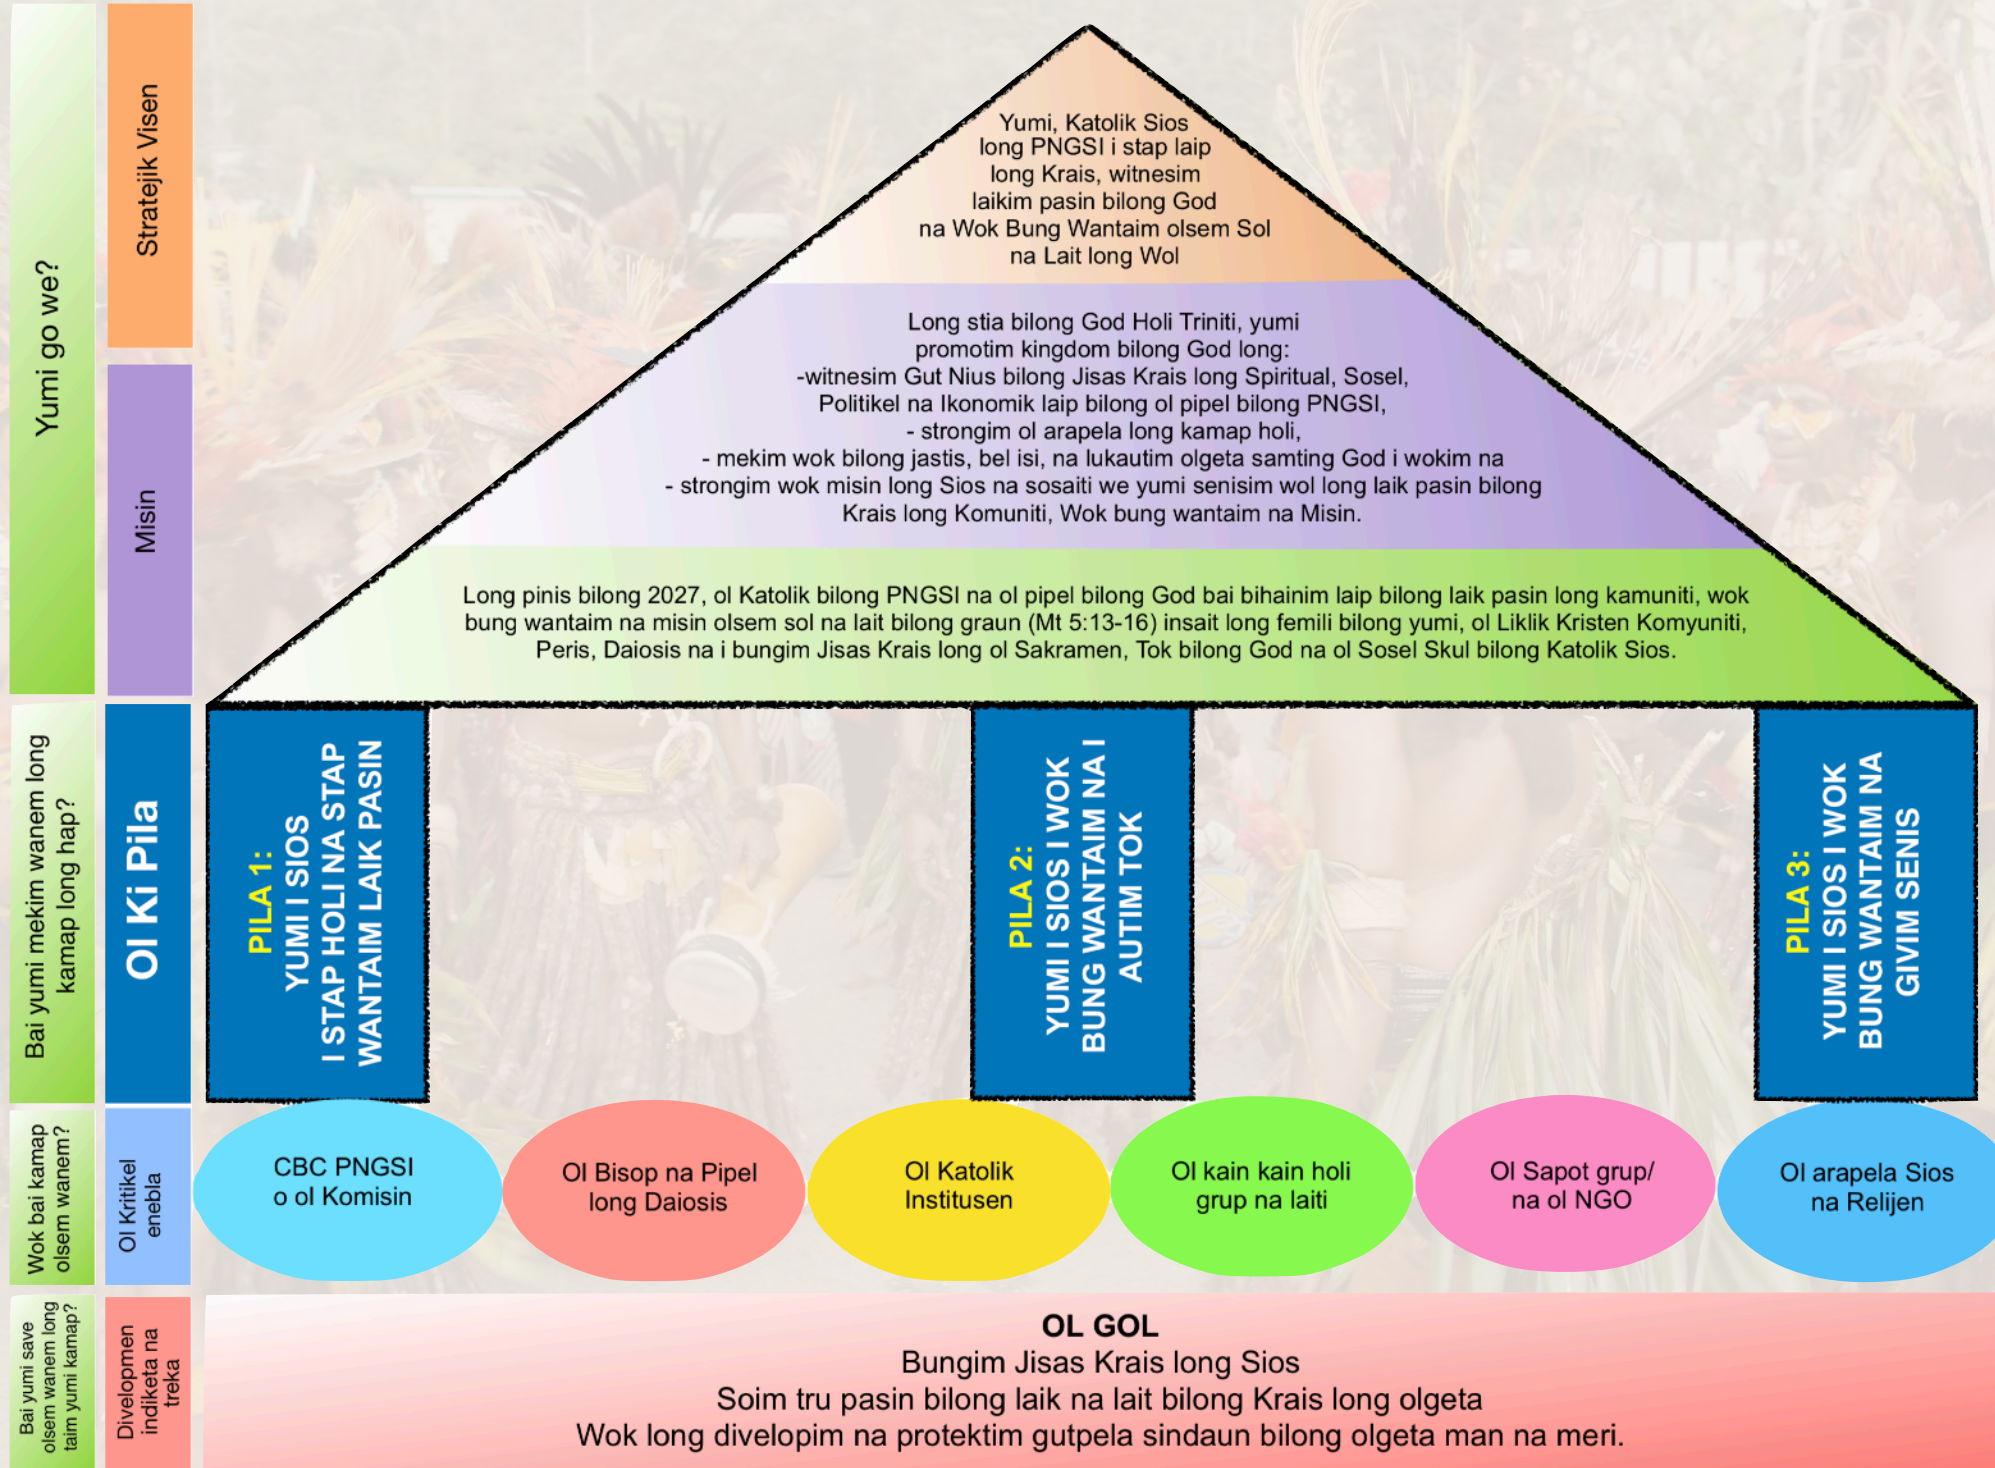 Yumi go we?
Stratejik Visen
Yumi, Katolik Sios
long PNGSI i stap laip
long Krais, witnesim
laikim pasin bilong God
na Wok Bung Wantaim olsem Sol
na Lait long Wol
Misin
Long stia bilong God Holi Triniti, yumi
promotim kingdom bilong God long:
-witnesim Gut Nius bilong Jisas Krais long Spiritual, Sosel,
Politikel na Ikonomik laip bilong ol pipel bilong PNGSI,
- strongim ol arapela long kamap holi,
- mekim wok bilong jastis, bel isi, na lukautim olgeta samting God i wokim na
- strongim wok misin long Sios na sosaiti we yumi senisim wol long laik pasin bilong
Krais long Komuniti, Wok bung wantaim na Misin.
Long pinis bilong 2027, ol Katolik bilong PNGSI na ol pipel bilong God bai bihainim laip bilong laik pasin long kamuniti, wok
bung wantaim na misin olsem sol na lait bilong graun (Mt 5:13-16) insait long femili bilong yumi, ol Liklik Kristen Komyuniti,
Peris, Daiosis na i bungim Jisas Krais long ol Sakramen, Tok bilong God na ol Sosel Skul bilong Katolik Sios.
Bai yumi mekim wanem long
kamap long hap?
Ol Ki Pila
PILA 1:
YUMI I SIOS
I STAP HOLI NA STAP
WANTAIM LAIK PASIN
PILA 2:
YUMI I SIOS I WOK
BUNG WANTAIM NA I
AUTIM TOK
PILA 3:
YUMI I SIOS I WOK
BUNG WANTAIM NA
GIVIM SENIS
Wok bai kamap
olsem wanem?
Ol Kritikel
enebla
CBC PNGSI
o ol Komisin
Ol Bisop na Pipel
long Daiosis
Ol Katolik
Institusen
Ol kain kain holi
grup na laiti
Ol Sapot grup/
na ol NGO
Ol arapela Sios
na Relijen
Bai yumi save
olsem wanem long
taim yumi kamap?
Divelopmen
indiketa na
treka
OL GOL
Bungim Jisas Krais long Sios
Soim tru pasin bilong laik na lait bilong Krais long olgeta
Wok long divelopim na protektim gutpela sindaun bilong olgeta man na meri.